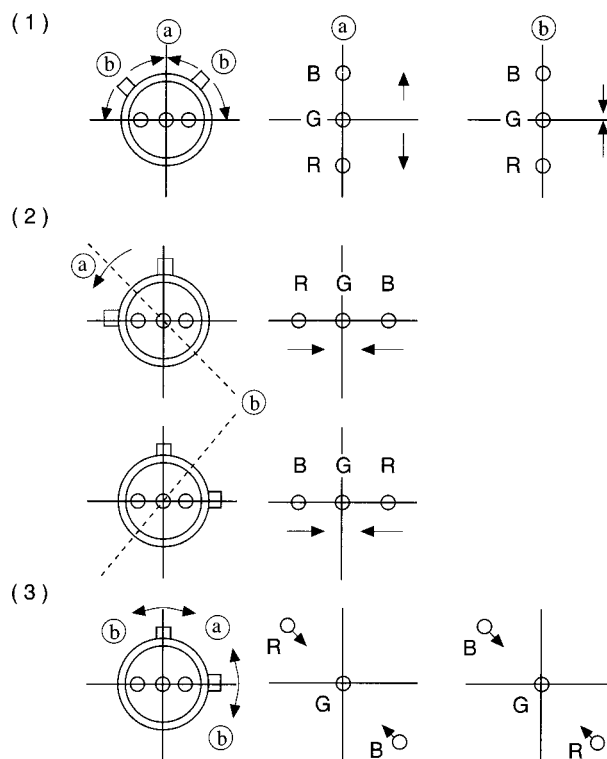 ( 1 ) ⓐ ⓐ ⓑ
ⓑ ⓑ
B B
G G
R R
( 2 )
ⓐ
R G B
ⓑ
B G R
( 3 )
ⓑ ⓐ
R B
G G
ⓑ
B R